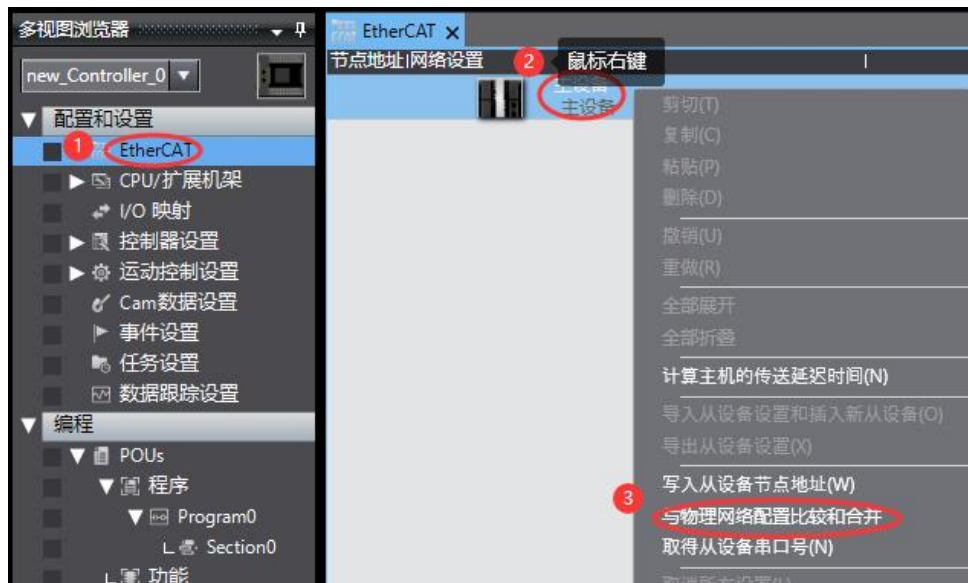 多视图浏览器
new_Controller_0
配置和设置
1
EtherCAT
CPU/扩展机架
I/O 映射
控制器设置
运动控制设置
Cam数据设置
事件设置
任务设置
数据跟踪设置
编程
POUs
程序
Program0
Section0
功能
EtherCAT
节点地址|网络设置
2
鼠标右键
主设备
主设备
剪切(T)
复制(C)
粘贴(P)
删除(D)
撤销(U)
重做(R)
全部展开
全部折叠
计算主机的传送延迟时间(N)
导入从设备设置和插入新从设备(O)
导出从设备设置(X)
写入从设备节点地址(W)
3
与物理网络配置比较和合并
取得从设备串口号(N)